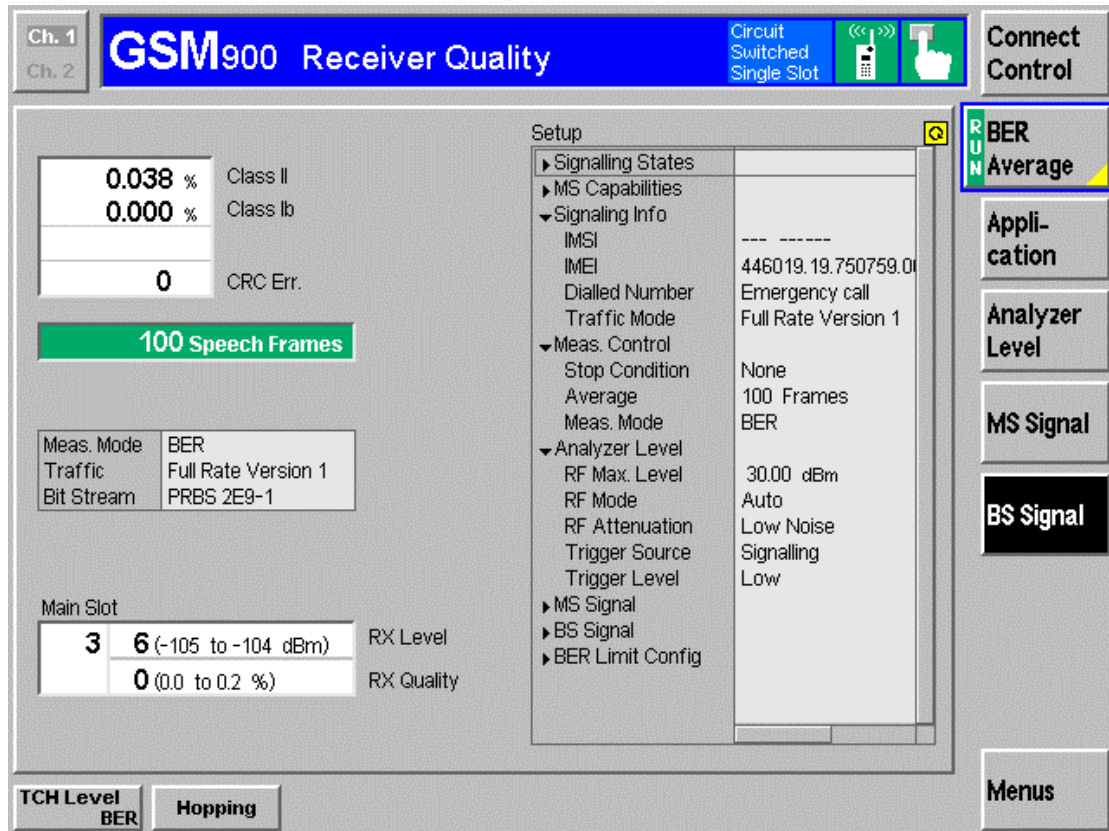 Ch. 1
Ch. 2
GSM900 Receiver Quality
Circuit
Switched
Single Slot
Connect
Control
0.038 % Class II
0.000 % Class Ib
0 CRC Err.
100 Speech Frames
Meas. Mode BER
Traffic Full Rate Version 1
Bit Stream PRBS 2E9-1
Main Slot
3 6 (-105 to -104 dBm) RX Level
0 (0.0 to 0.2 %) RX Quality
Setup
Signalling States
MS Capabilities
Signaling Info
IMSI --- ------
IMEI 446019.19.750759.0
Dialled Number Emergency call
Traffic Mode Full Rate Version 1
Meas. Control
Stop Condition None
Average 100 Frames
Meas. Mode BER
Analyzer Level
RF Max. Level 30.00 dBm
RF Mode Auto
RF Attenuation Low Noise
Trigger Source Signalling
Trigger Level Low
MS Signal
BS Signal
BER Limit Config
RUN
BER
Average
Appli-
cation
Analyzer
Level
MS Signal
BS Signal
Menus
TCH Level
BER
Hopping